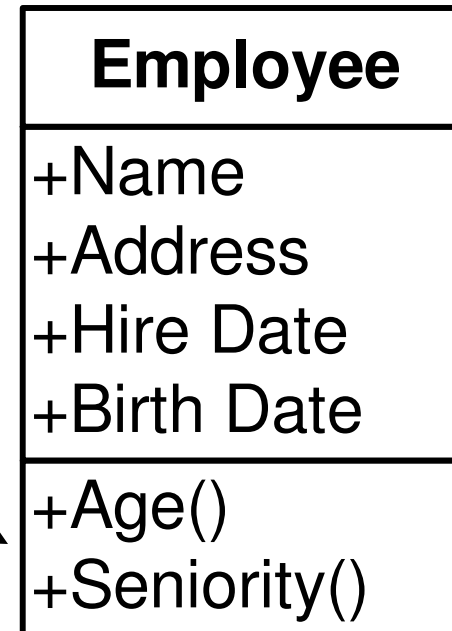 Employee
+Name
+Address
+Hire Date
+Birth Date
+Age()
+Seniority()